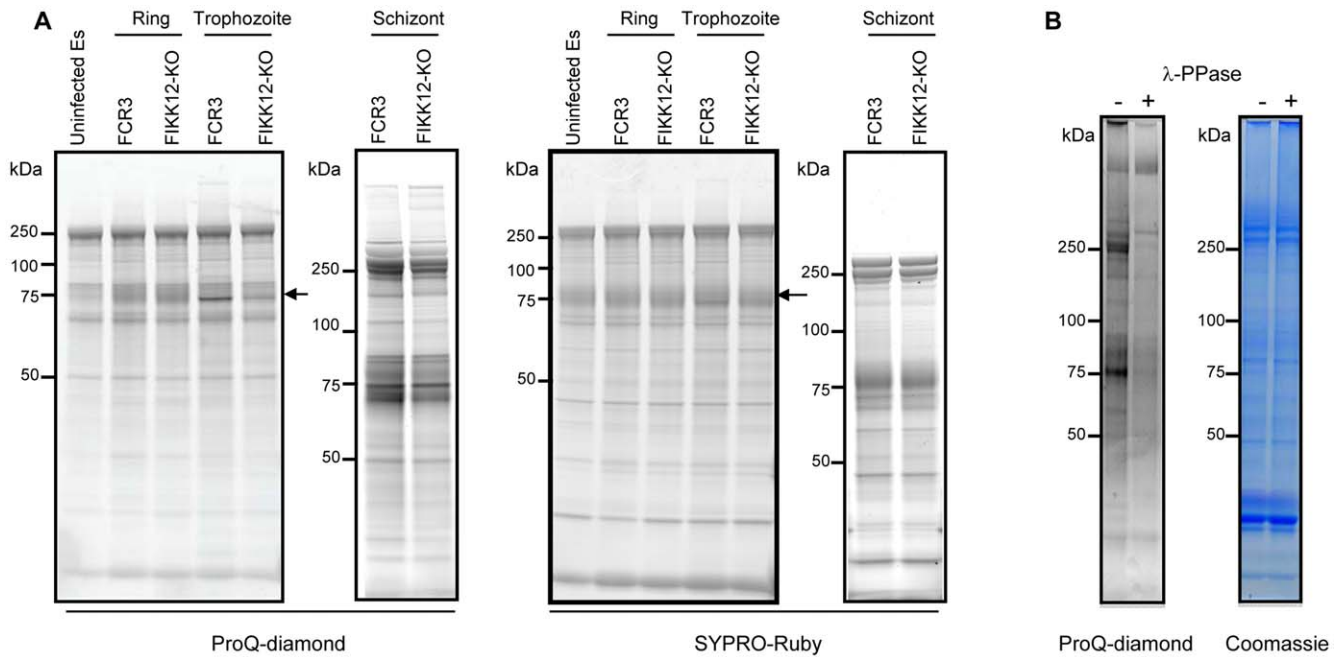 A
Ring Trophozoite Schizont
Uninfected Es
FCR3
FIKK12-KO
FCR3
FIKK12-KO
FCR3
FIKK12-KO
kDa
250
100
75
50
kDa
250
100
75
50
ProQ-diamond
Ring Trophozoite Schizont
Uninfected Es
FCR3
FIKK12-KO
FCR3
FIKK12-KO
FCR3
FIKK12-KO
kDa
250
100
75
50
kDa
250
100
75
50
SYPRO-Ruby
B
λ-PPase
- + - +
kDa
250
100
75
50
kDa
250
100
75
50
ProQ-diamond Coomassie